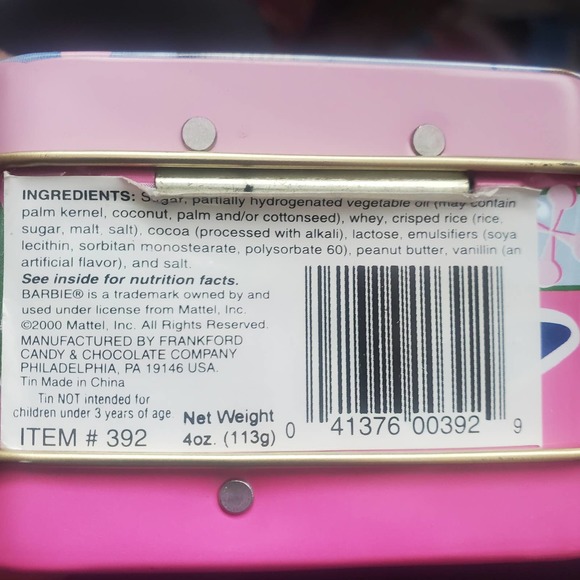 INGREDIENTS: Sugar, partially hydrogenated vegetable oil (may contain
palm kernel, coconut, palm and/or cottonseed), whey, crisped rice (rice,
sugar, malt, salt), cocoa (processed with alkali), lactose, emulsifiers (soya
lecithin, sorbitan monostearate, polysorbate 60), peanut butter, vanillin (an
artificial flavor), and salt.
See inside for nutrition facts.
BARBIE® is a trademark owned by and
used under license from Mattel, Inc.
©2000 Mattel, Inc. All Rights Reserved.
MANUFACTURED BY FRANKFORD
CANDY & CHOCOLATE COMPANY
PHILADELPHIA, PA 19146 USA.
Tin Made in China
Tin NOT intended for
children under 3 years of age.
ITEM # 392
Net Weight
4oz. (113g)
0 41376 00392 9